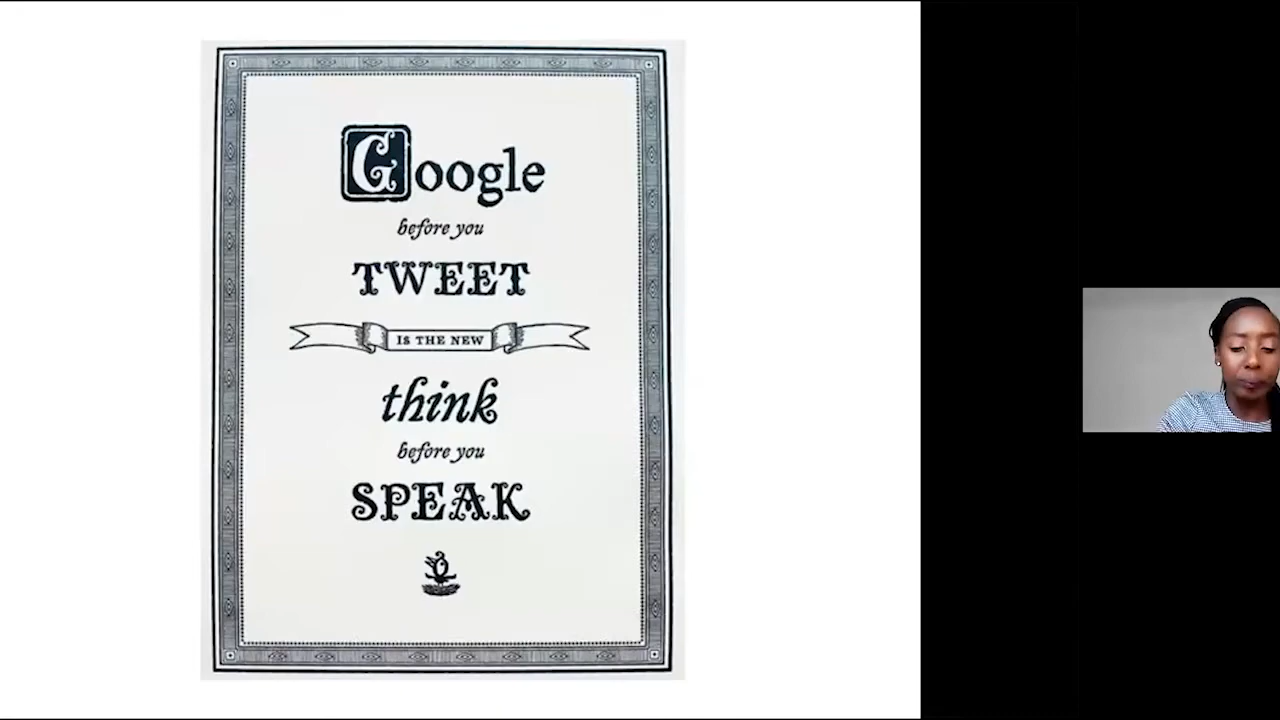 Google
before you
TWEET
IS THE NEW
think
before you
SPEAK